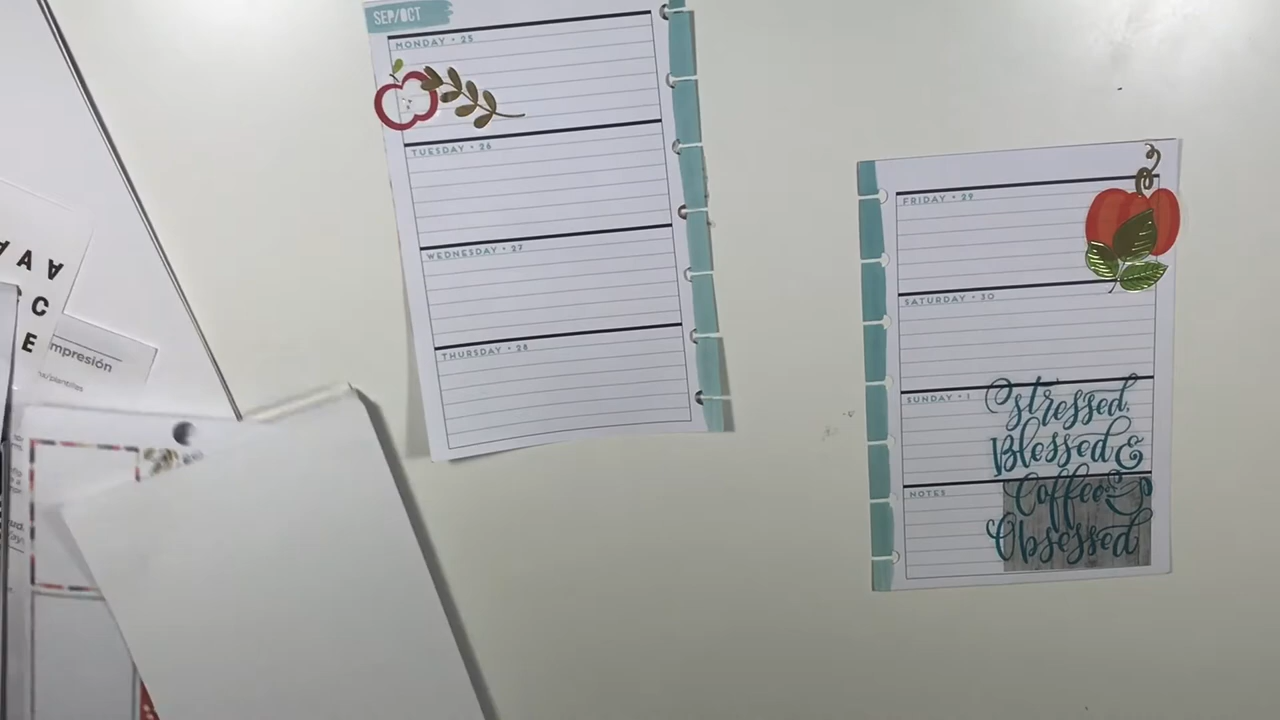 SEP/OCT
MONDAY • 25
TUESDAY • 26
WEDNESDAY • 27
THURSDAY • 28
FRIDAY • 29
SATURDAY • 30
SUNDAY • 1
NOTES
stressed,
Blessed &
Coffee
Obsessed
A A V
C
E
mpresión